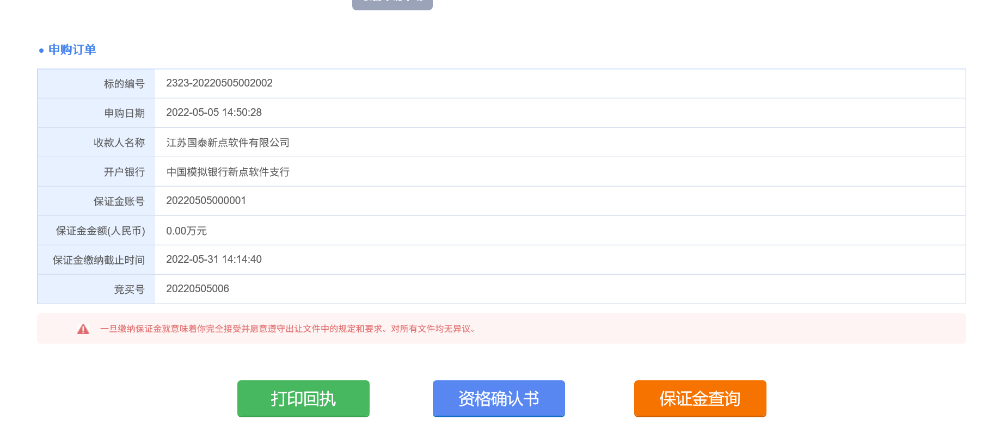 申购订单
标的编号 2323-20220505002002
申购日期 2022-05-05 14:50:28
收款人名称 江苏国泰新点软件有限公司
开户银行 中国模拟银行新点软件支行
保证金账号 20220505000001
保证金金额(人民币) 0.00万元
保证金缴纳截止时间 2022-05-31 14:14:40
竞买号 20220505006
一旦缴纳保证金就意味着你完全接受并愿意遵守出让文件中的规定和要求。对所有文件均无异议。
打印回执 资格确认书 保证金查询